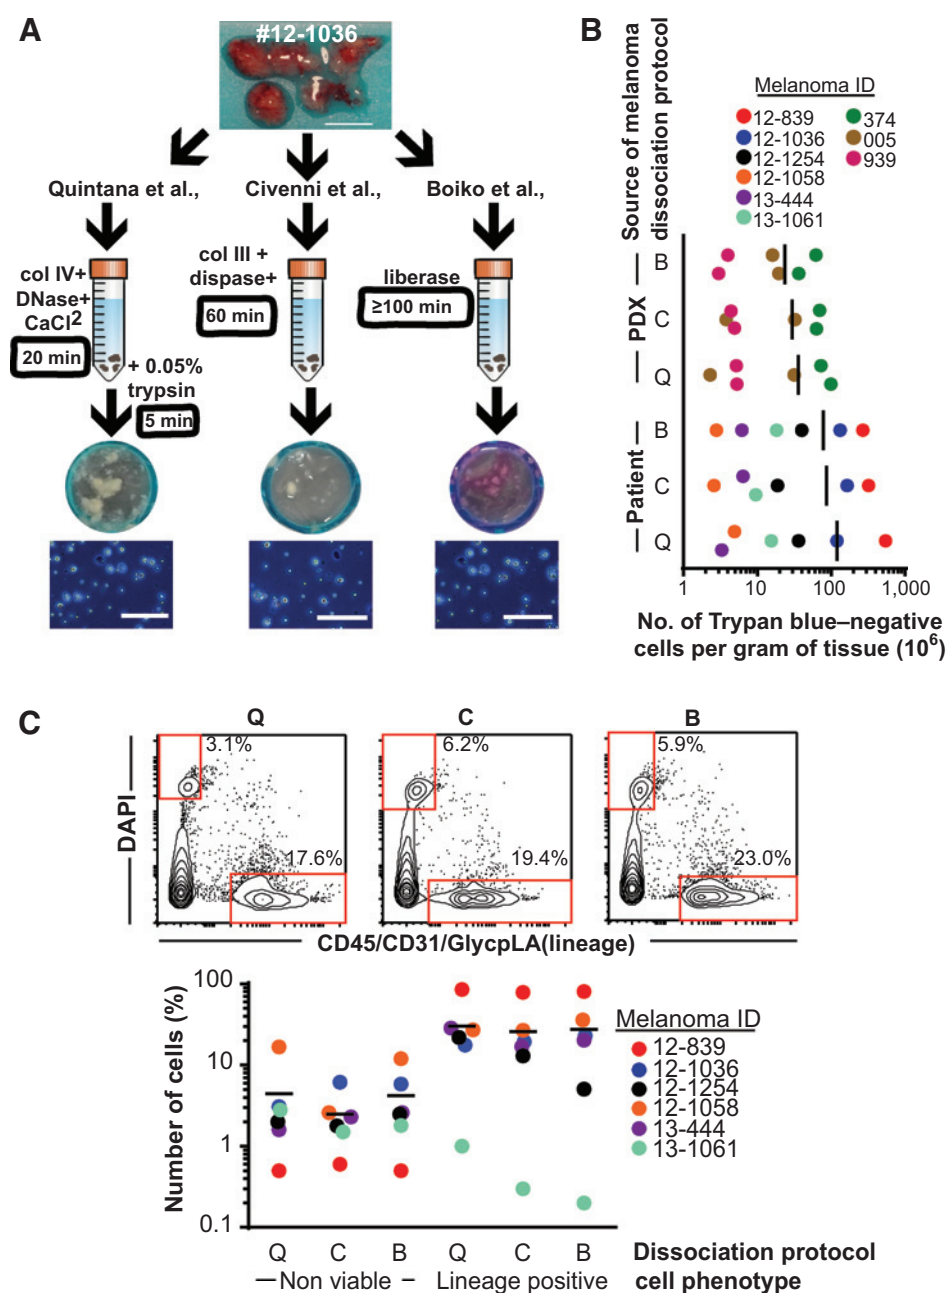 A
#12-1036
Quintana et al.,
Civenni et al.,
Boiko et al.,
col IV+
DNase+
CaCl2
20 min
+ 0.05%
trypsin
5 min
col III +
dispase+
60 min
liberase
≥100 min
B
Source of melanoma
dissociation protocol
Melanoma ID
12-839
12-1036
12-1254
12-1058
13-444
13-1061
374
005
939
PDX
B
C
Q
Patient
B
C
Q
1
10
100
1,000
No. of Trypan blue–negative
cells per gram of tissue (106)
C
Q
C
B
DAPI
3.1%
17.6%
6.2%
19.4%
5.9%
23.0%
CD45/CD31/GlycpLA(lineage)
Number of cells (%)
100
10
1
0.1
Melanoma ID
12-839
12-1036
12-1254
12-1058
13-444
13-1061
Q C B Q C B
Non viable Lineage positive
Dissociation protocol
cell phenotype